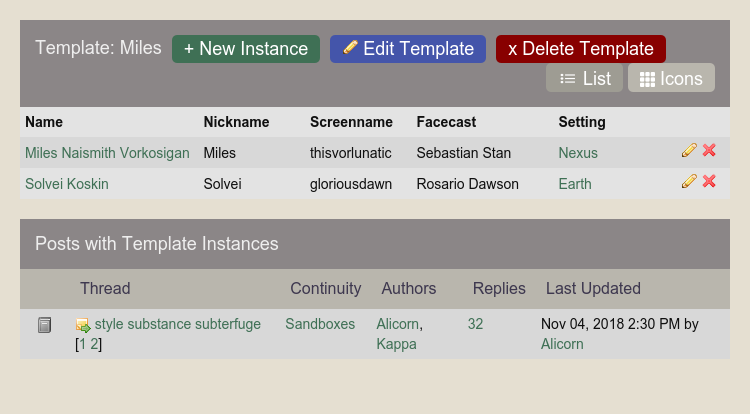 Template: Miles + New Instance Edit Template x Delete Template
List Icons
Name Nickname Screenname Facecast Setting
Miles Naismith Vorkosigan Miles thisvorlunatic Sebastian Stan Nexus
Solvei Koskin Solvei gloriousdawn Rosario Dawson Earth
Posts with Template Instances
Thread Continuity Authors Replies Last Updated
style substance subterfuge Sandboxes Alicorn, 32 Nov 04, 2018 2:30 PM by
[1 2] Kappa Alicorn